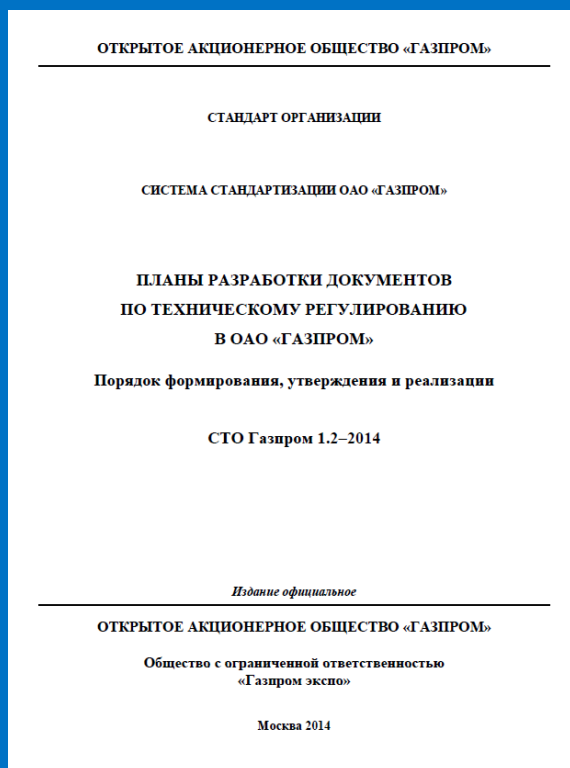 ОТКРЫТОЕ АКЦИОНЕРНОЕ ОБЩЕСТВО «ГАЗПРОМ»
СТАНДАРТ ОРГАНИЗАЦИИ
СИСТЕМА СТАНДАРТИЗАЦИИ ОАО «ГАЗПРОМ»
ПЛАНЫ РАЗРАБОТКИ ДОКУМЕНТОВ
ПО ТЕХНИЧЕСКОМУ РЕГУЛИРОВАНИЮ
В ОАО «ГАЗПРОМ»
Порядок формирования, утверждения и реализации
СТО Газпром 1.2–2014
Издание официальное
ОТКРЫТОЕ АКЦИОНЕРНОЕ ОБЩЕСТВО «ГАЗПРОМ»
Общество с ограниченной ответственностью
«Газпром экспо»
Москва 2014